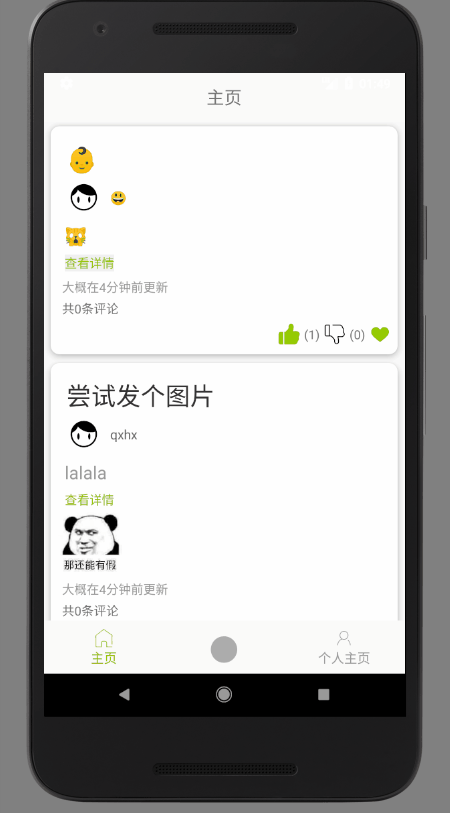 主页
查看详情
大概在4分钟前更新
共0条评论
(1) (0)
尝试发个图片
qxhx
lalala
查看详情
那还能有假
大概在4分钟前更新
共0条评论
主页 个人主页